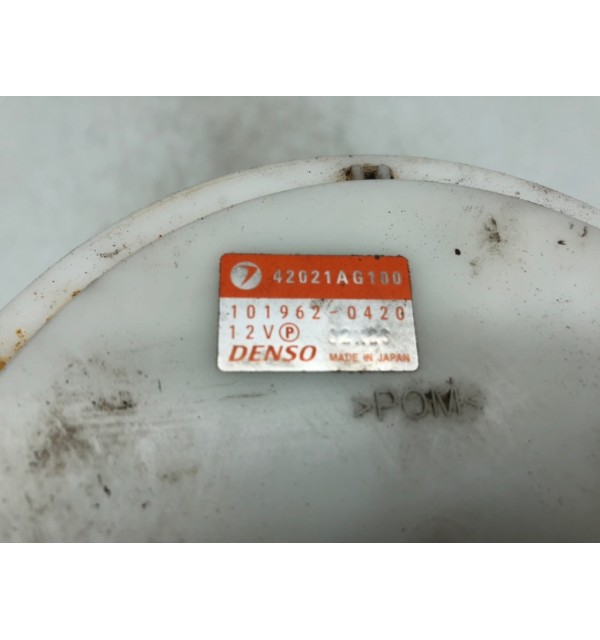 42021AG100
101962-0420
12V Ⓟ
DENSO MADE IN JAPAN
>POM<